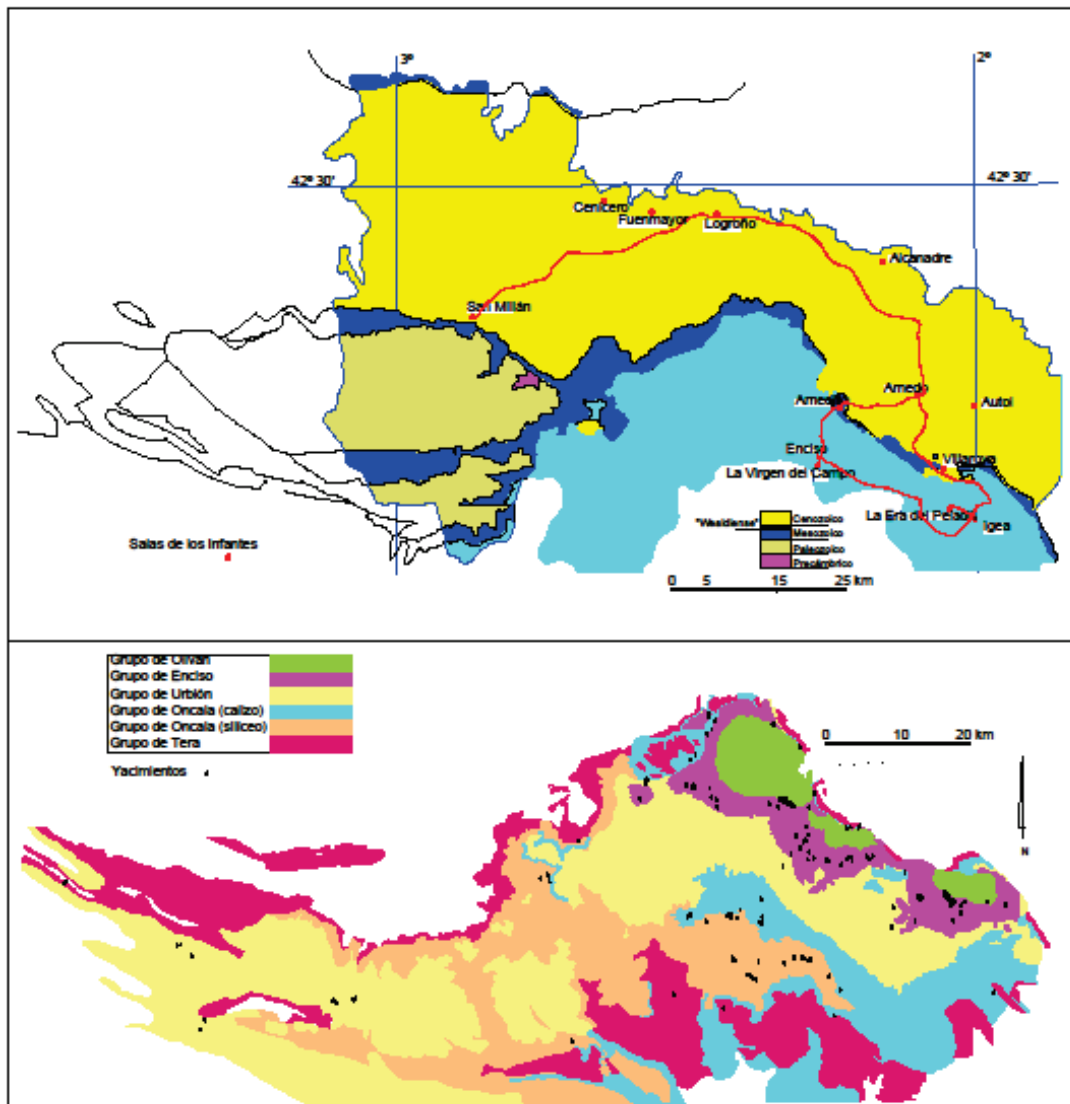 3º
2º
42º 30'
42º 30'
Cenicero
Fuenmayor
Logroño
Alcanadre
San Millán
Arnedo
Autol
Enciso
Villarroya
La Virgen del Campo
La Era del Pelao
Igea
"Wealdense"
Cenozoico
Mesozoico
Paleozoico
Precámbrico
Salas de los Infantes
0 5 15 25 km
Grupo de Oliván
Grupo de Enciso
Grupo de Urbión
Grupo de Oncala (calizo)
Grupo de Oncala (silíceo)
Grupo de Tera
Yacimientos
0 10 20 km
N